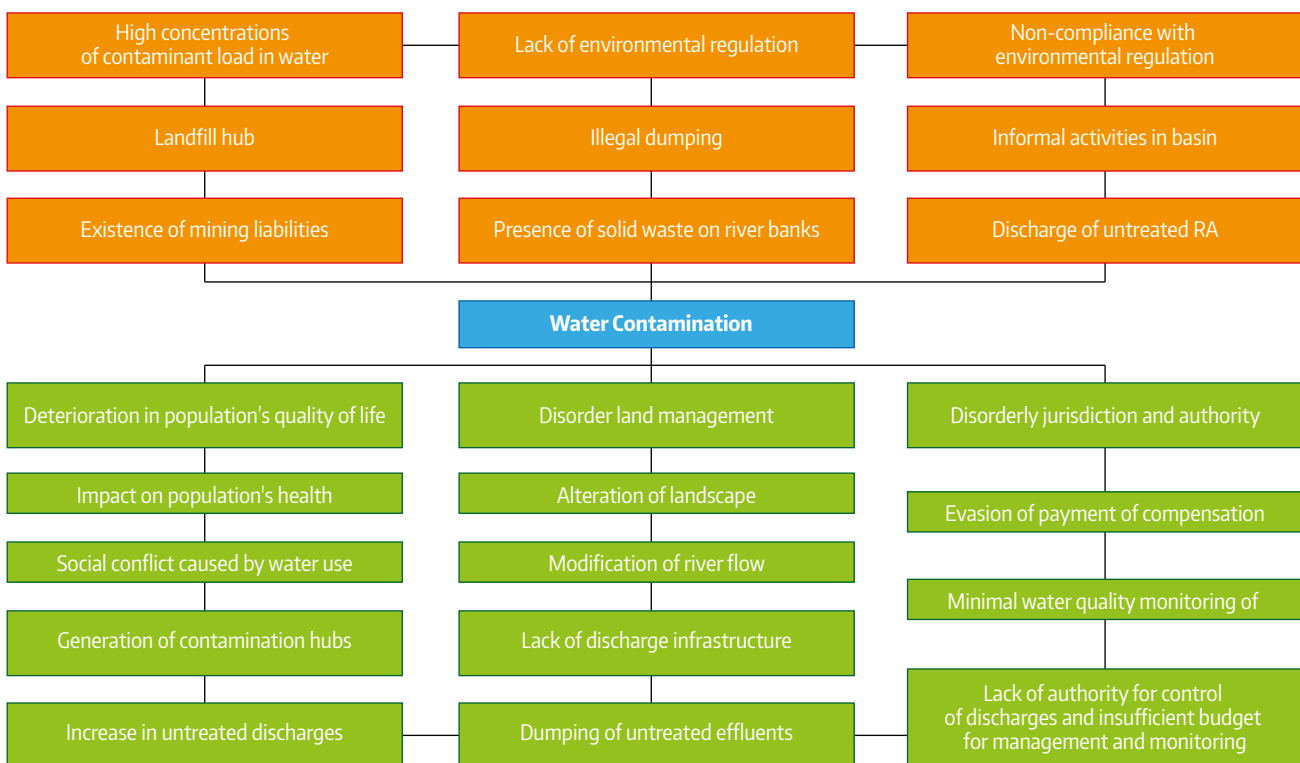 High concentrations
of contaminant load in water
Lack of environmental regulation
Non-compliance with
environmental regulation
Landfill hub
Illegal dumping
Informal activities in basin
Existence of mining liabilities
Presence of solid waste on river banks
Discharge of untreated RA
Water Contamination
Deterioration in population's quality of life
Disorder land management
Disorderly jurisdiction and authority
Impact on population's health
Alteration of landscape
Evasion of payment of compensation
Social conflict caused by water use
Modification of river flow
Minimal water quality monitoring of
Generation of contamination hubs
Lack of discharge infrastructure
Lack of authority for control
of discharges and insufficient budget
for management and monitoring
Increase in untreated discharges
Dumping of untreated effluents